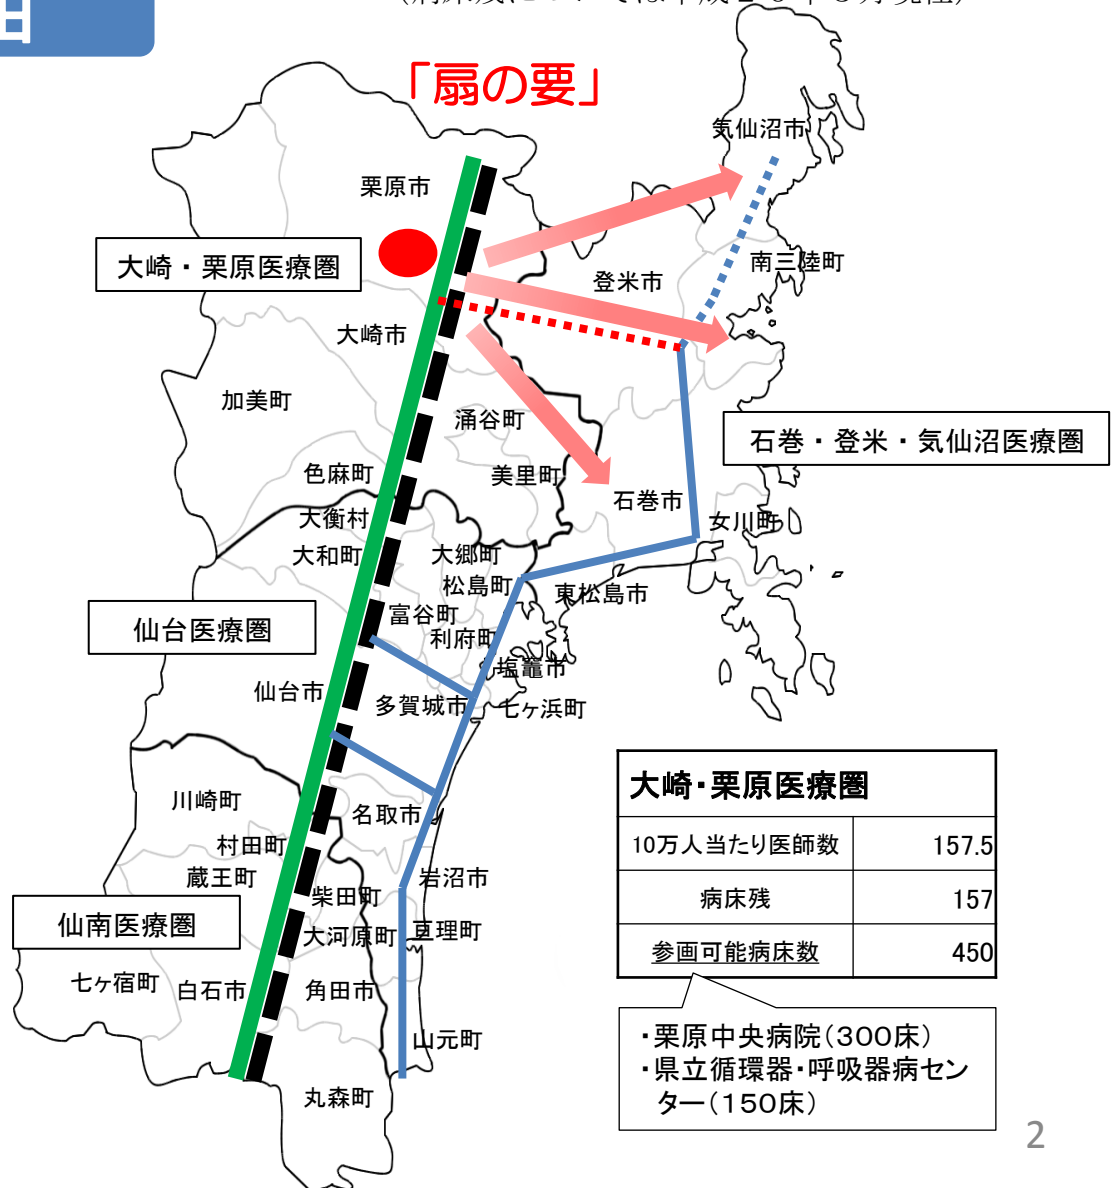 「扇の要」
気仙沼市
栗原市
大崎・栗原医療圏
南三陸町
登米市
大崎市
加美町
涌谷町
石巻・登米・気仙沼医療圏
色麻町
美里町
石巻市
大衡村
女川町
大和町
大郷町
松島町
東松島市
富谷町
仙台医療圏
利府町
塩竈市
仙台市
多賀城市
七ヶ浜町
大崎・栗原医療圏
川崎町
名取市
10万人当たり医師数 157.5
村田町
蔵王町
岩沼市
柴田町
病床残 157
仙南医療圏
大河原町
亘理町
参画可能病床数 450
七ヶ宿町
白石市
角田市
山元町
・栗原中央病院(300床)
・県立循環器・呼吸器病セン
ター(150床)
丸森町
2